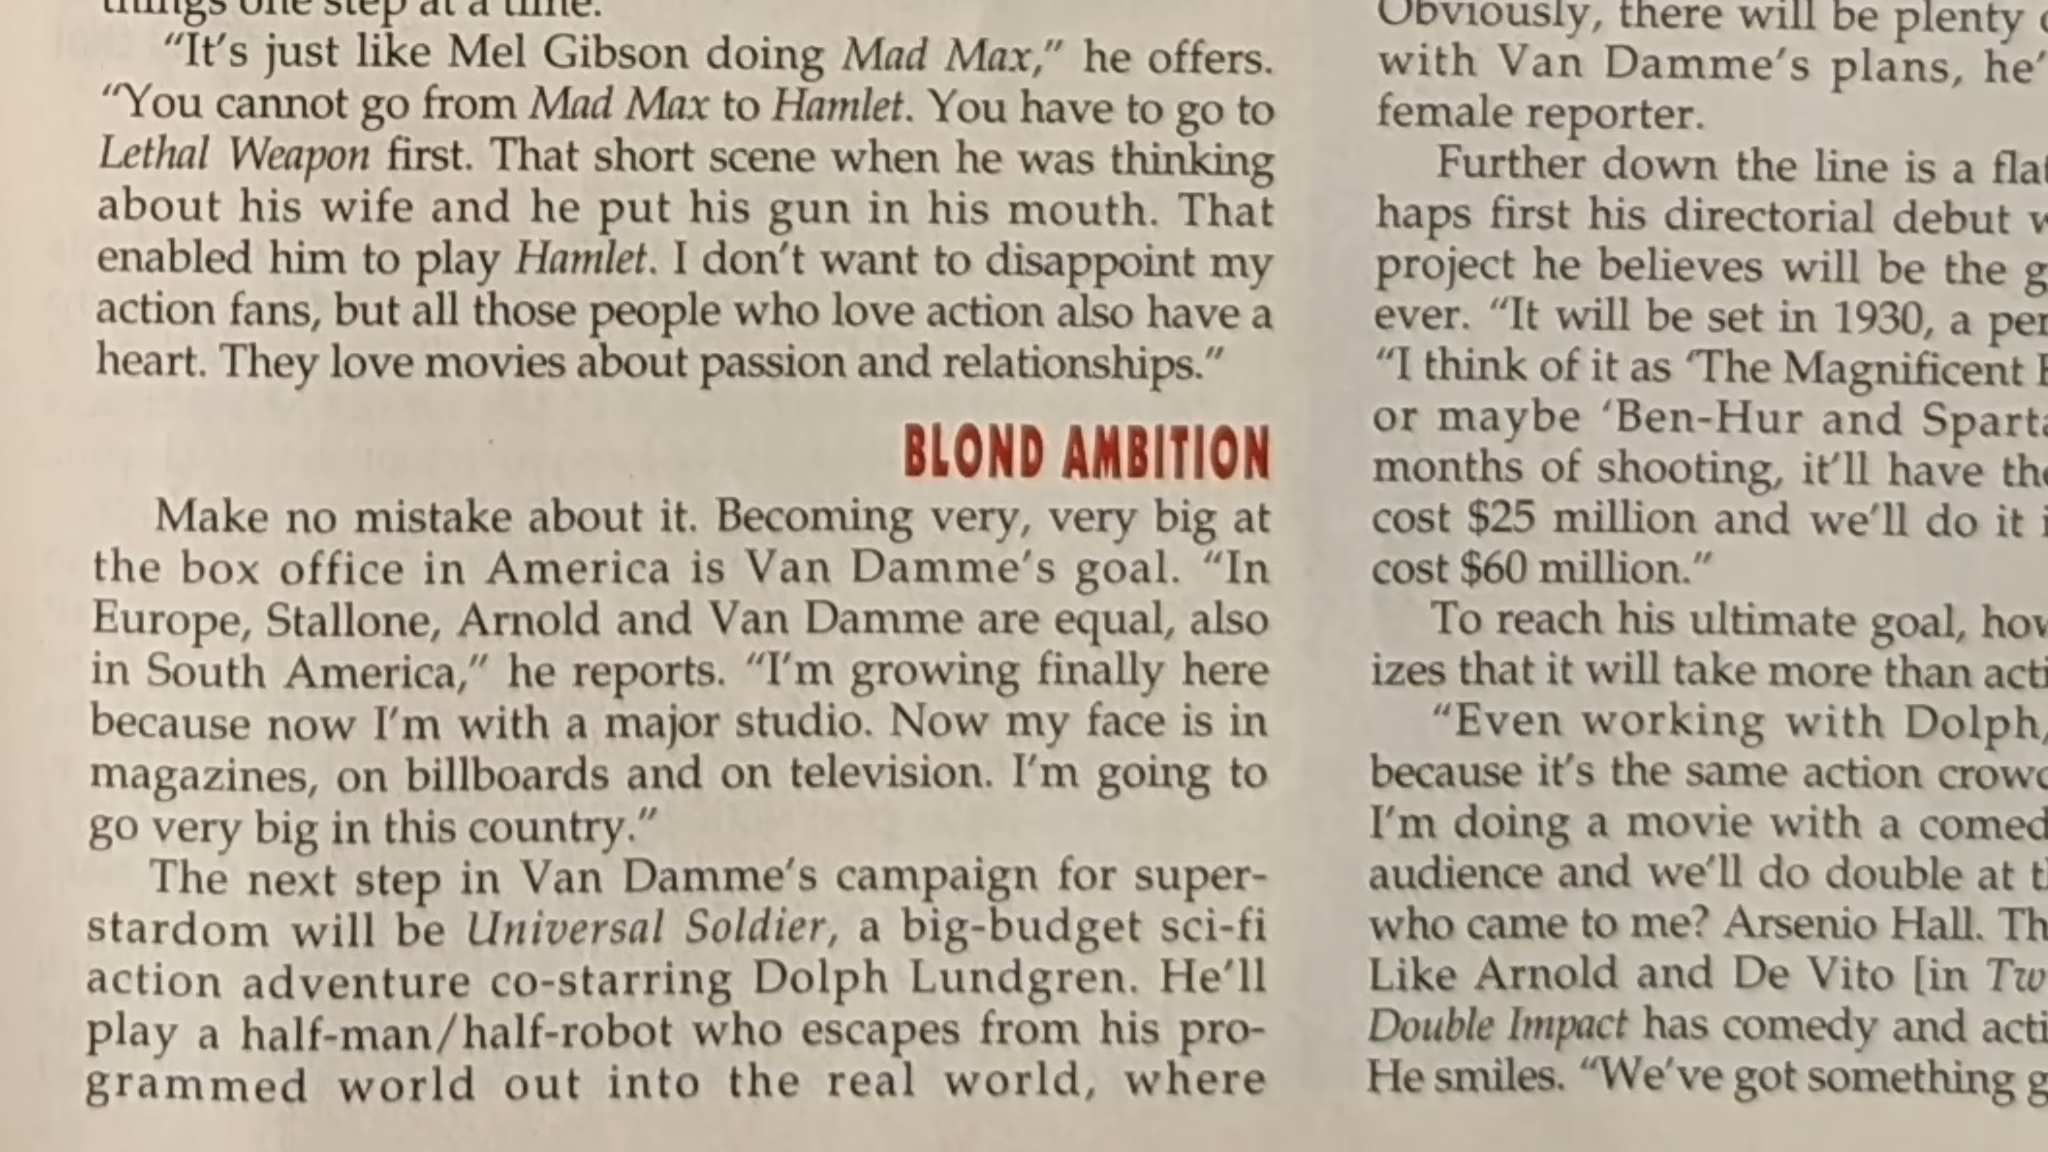 things one step at a time.
"It's just like Mel Gibson doing Mad Max," he offers.
"You cannot go from Mad Max to Hamlet. You have to go to
Lethal Weapon first. That short scene when he was thinking
about his wife and he put his gun in his mouth. That
enabled him to play Hamlet. I don't want to disappoint my
action fans, but all those people who love action also have a
heart. They love movies about passion and relationships."
BLOND AMBITION
Make no mistake about it. Becoming very, very big at
the box office in America is Van Damme's goal. "In
Europe, Stallone, Arnold and Van Damme are equal, also
in South America," he reports. "I'm growing finally here
because now I'm with a major studio. Now my face is in
magazines, on billboards and on television. I'm going to
go very big in this country."
The next step in Van Damme's campaign for super-
stardom will be Universal Soldier, a big-budget sci-fi
action adventure co-starring Dolph Lundgren. He'll
play a half-man/half-robot who escapes from his pro-
grammed world out into the real world, where
Obviously, there will be plenty
with Van Damme's plans, he'
female reporter.
Further down the line is a
haps first his directorial debut
project he believes will be the
ever. "It will be set in 1930, a
"I think of it as 'The Magnificent
or maybe 'Ben-Hur and
months of shooting, it'll have
cost $25 million and we'll do it
cost $60 million."
To reach his ultimate goal,
izes that it will take more than
"Even working with Dolph,
because it's the same action
I'm doing a movie with a
audience and we'll do double at
who came to me? Arsenio Hall.
Like Arnold and De Vito [in
Double Impact has comedy and
He smiles. "We've got something